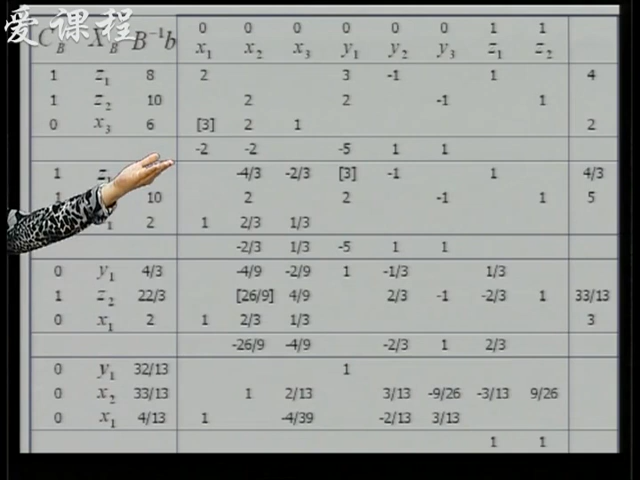 爱课程
0 0 0 0 0 0 1 1
C_B X_B B⁻¹b x₁ x₂ x₃ y₁ y₂ y₃ z₁ z₂
1 z₁ 8 2 3 -1 1 4
1 z₂ 10 2 2 -1 1
0 x₃ 6 [3] 2 1 2
-2 -2 -5 1 1
1 -4/3 -2/3 [3] -1 1 4/3
1 10 2 2 -1 1 5
2 1 2/3 1/3
-2/3 1/3 -5 1 1
0 y₁ 4/3 -4/9 -2/9 1 -1/3 1/3
1 z₂ 22/3 [26/9] 4/9 2/3 -1 -2/3 1 33/13
0 x₁ 2 1 2/3 1/3 3
-26/9 -4/9 -2/3 1 2/3
0 y₁ 32/13 1
0 x₂ 33/13 1 2/13 3/13 -9/26 -3/13 9/26
0 x₁ 4/13 1 -4/39 -2/13 3/13
1 1